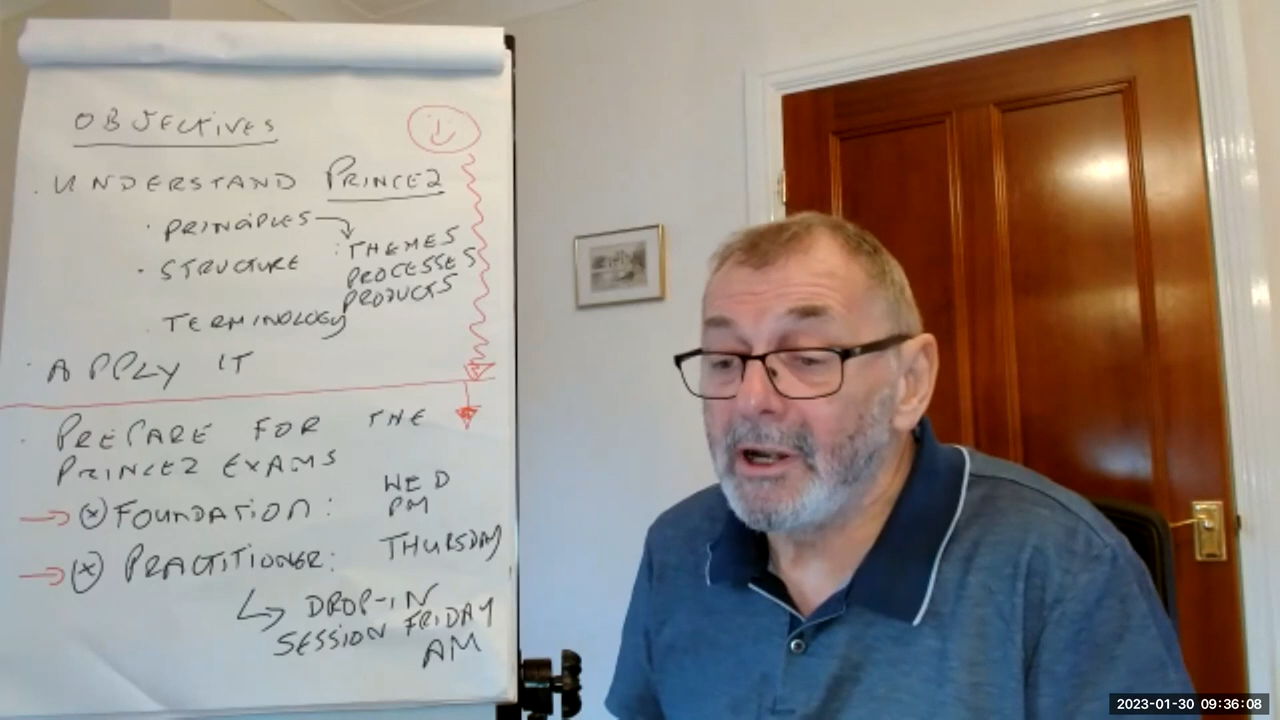 OBJECTIVES
. UNDERSTAND PRINCE2
. PRINCIPLES
: THEMES
. STRUCTURE
PROCESSES
PRODUCTS
. TERMINOLOGY
. APPLY IT
. PREPARE FOR THE
PRINCE2 EXAMS
FOUNDATION: WED
PM
PRACTITIONER: THURSDAY
DROP-IN
SESSION FRIDAY
AM
2023-01-30 09:36:08